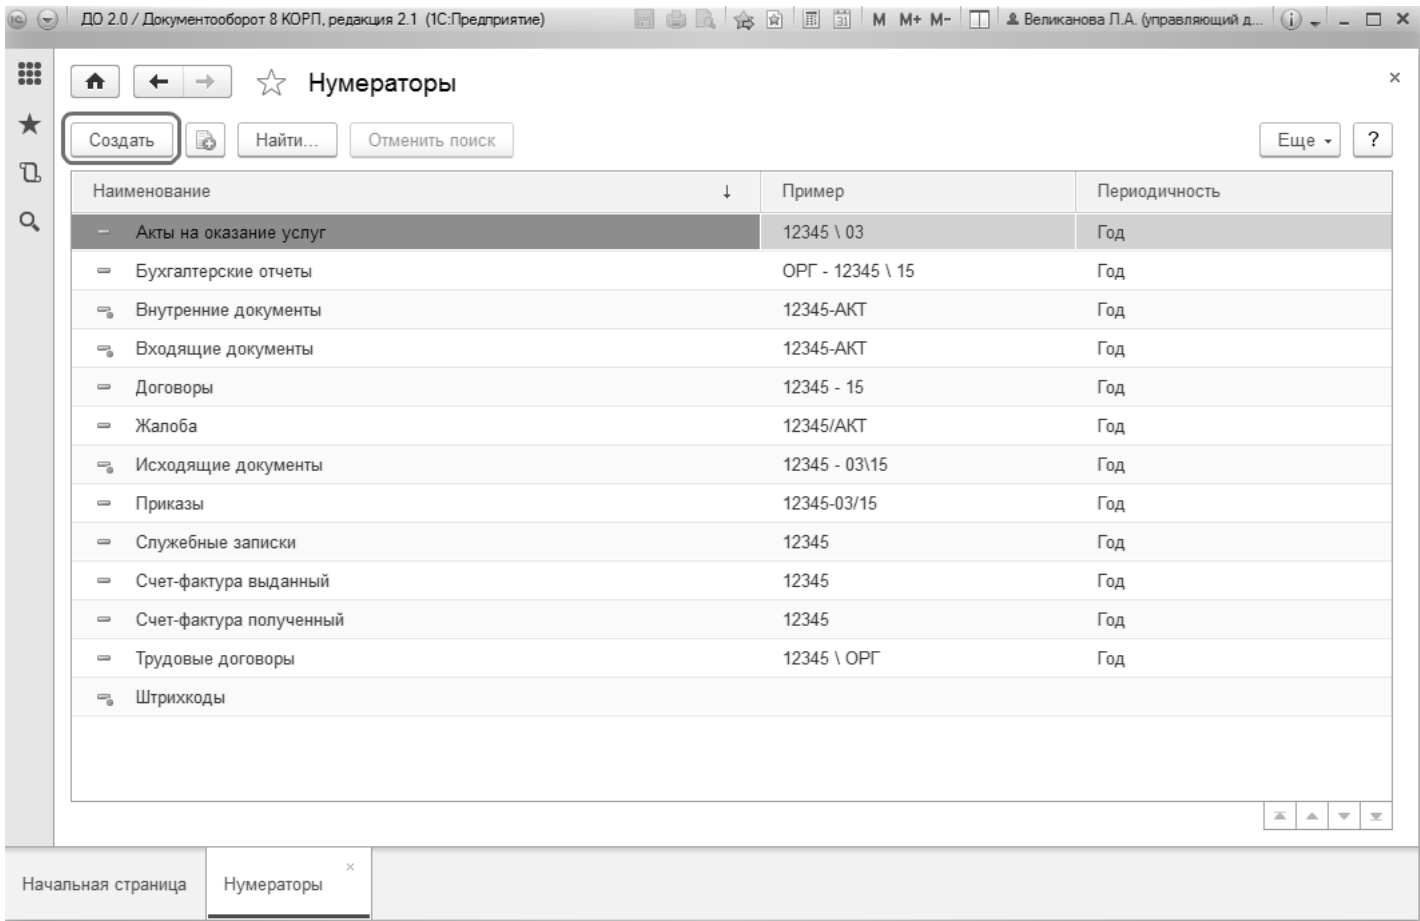 ДО 2.0 / Документооборот 8 КОРП, редакция 2.1 (1С:Предприятие) 31 M M+ M- Великанова Л.А. (управляющий д...
Нумераторы
Создать Найти... Отменить поиск Еще ?
Наименование Пример Периодичность
Акты на оказание услуг 12345 \ 03 Год
Бухгалтерские отчеты ОРГ - 12345 \ 15 Год
Внутренние документы 12345-АКТ Год
Входящие документы 12345-АКТ Год
Договоры 12345 - 15 Год
Жалоба 12345/АКТ Год
Исходящие документы 12345 - 03\15 Год
Приказы 12345-03/15 Год
Служебные записки 12345 Год
Счет-фактура выданный 12345 Год
Счет-фактура полученный 12345 Год
Трудовые договоры 12345 \ ОРГ Год
Штрихкоды
Начальная страница Нумераторы